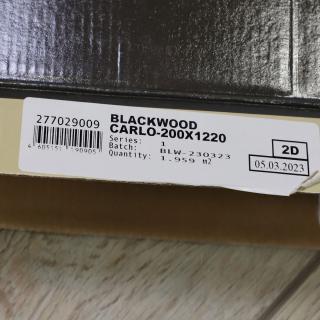 277029009
BLACKWOOD
CARLO-200X1220
Series: 1
Batch: BLW-230323
Quantity: 1.959 m2
2D
05.03.2023